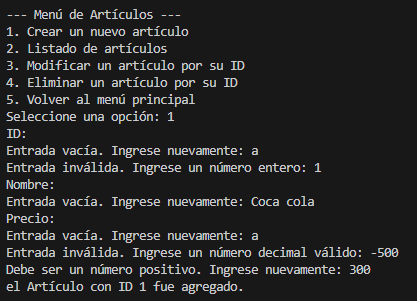 --- Menú de Artículos ---
1. Crear un nuevo artículo
2. Listado de artículos
3. Modificar un artículo por su ID
4. Eliminar un artículo por su ID
5. Volver al menú principal
Seleccione una opción: 1
ID:
Entrada vacía. Ingrese nuevamente: a
Entrada inválida. Ingrese un número entero: 1
Nombre:
Entrada vacía. Ingrese nuevamente: Coca cola
Precio:
Entrada vacía. Ingrese nuevamente: a
Entrada inválida. Ingrese un número decimal válido: -500
Debe ser un número positivo. Ingrese nuevamente: 300
el Artículo con ID 1 fue agregado.